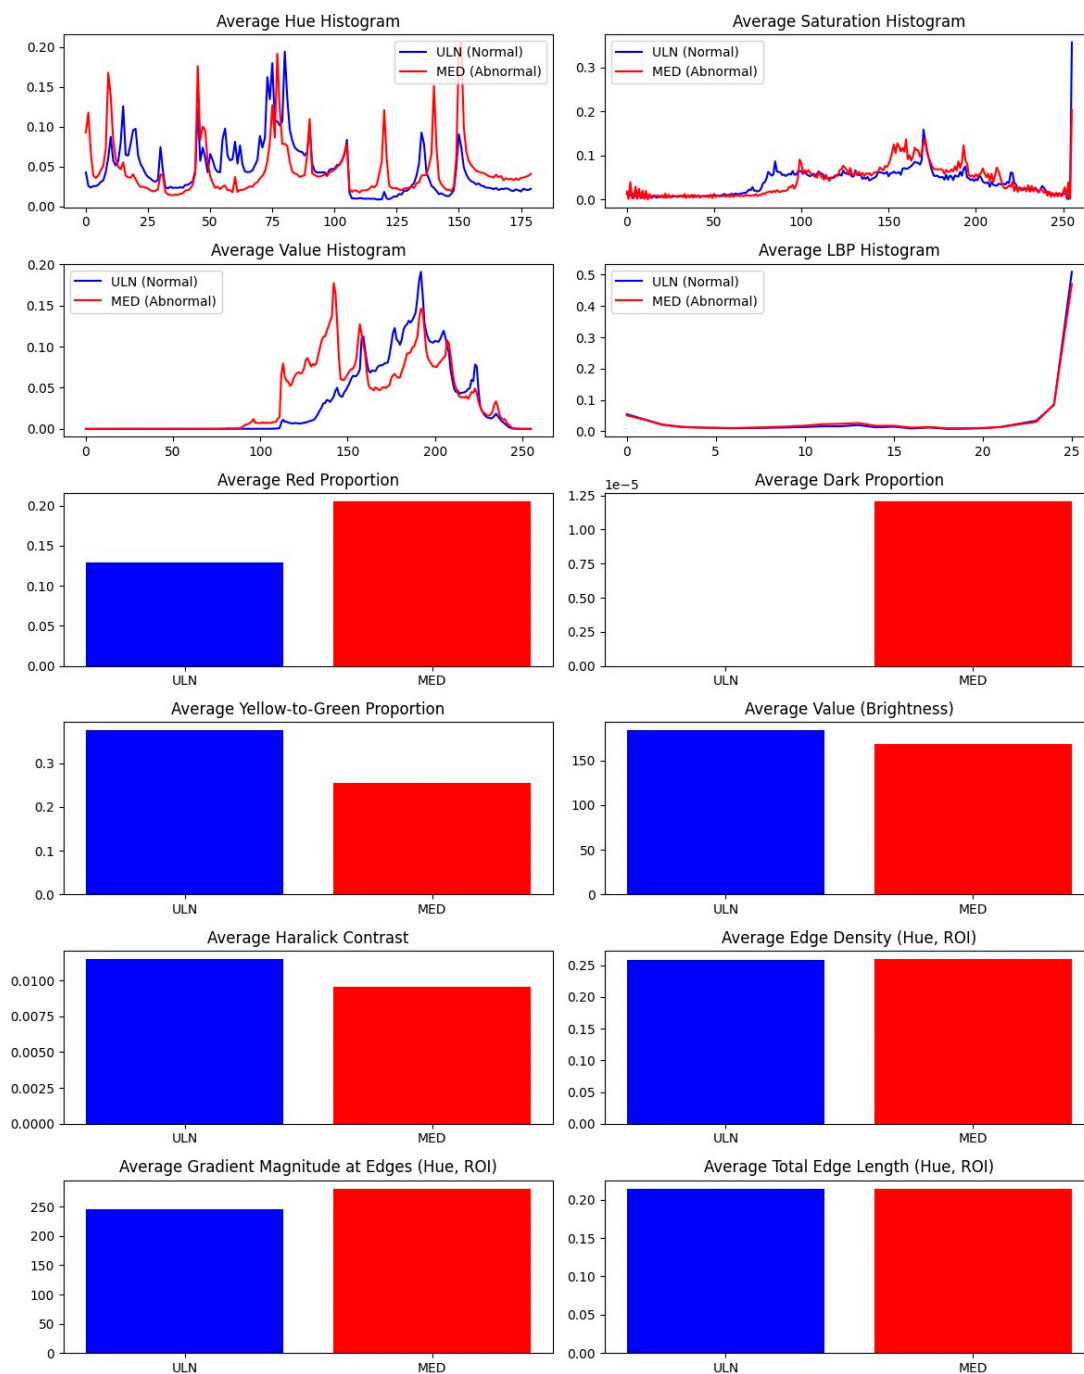 Average Hue Histogram
0.20
0.15
0.10
0.05
0.00
0 25 50 75 100 125 150 175
ULN (Normal)
MED (Abnormal)
Average Saturation Histogram
0.3
0.2
0.1
0.0
0 50 100 150 200 250
ULN (Normal)
MED (Abnormal)
Average Value Histogram
0.20
0.15
0.10
0.05
0.00
0 50 100 150 200 250
ULN (Normal)
MED (Abnormal)
Average LBP Histogram
0.5
0.4
0.3
0.2
0.1
0.0
0 5 10 15 20 25
ULN (Normal)
MED (Abnormal)
Average Red Proportion
0.20
0.15
0.10
0.05
0.00
ULN MED
Average Dark Proportion
1e−5
1.25
1.00
0.75
0.50
0.25
0.00
ULN MED
Average Yellow-to-Green Proportion
0.3
0.2
0.1
0.0
ULN MED
Average Value (Brightness)
150
100
50
0
ULN MED
Average Haralick Contrast
0.0100
0.0075
0.0050
0.0025
0.0000
ULN MED
Average Edge Density (Hue, ROI)
0.25
0.20
0.15
0.10
0.05
0.00
ULN MED
Average Gradient Magnitude at Edges (Hue, ROI)
250
200
150
100
50
0
ULN MED
Average Total Edge Length (Hue, ROI)
0.20
0.15
0.10
0.05
0.00
ULN MED